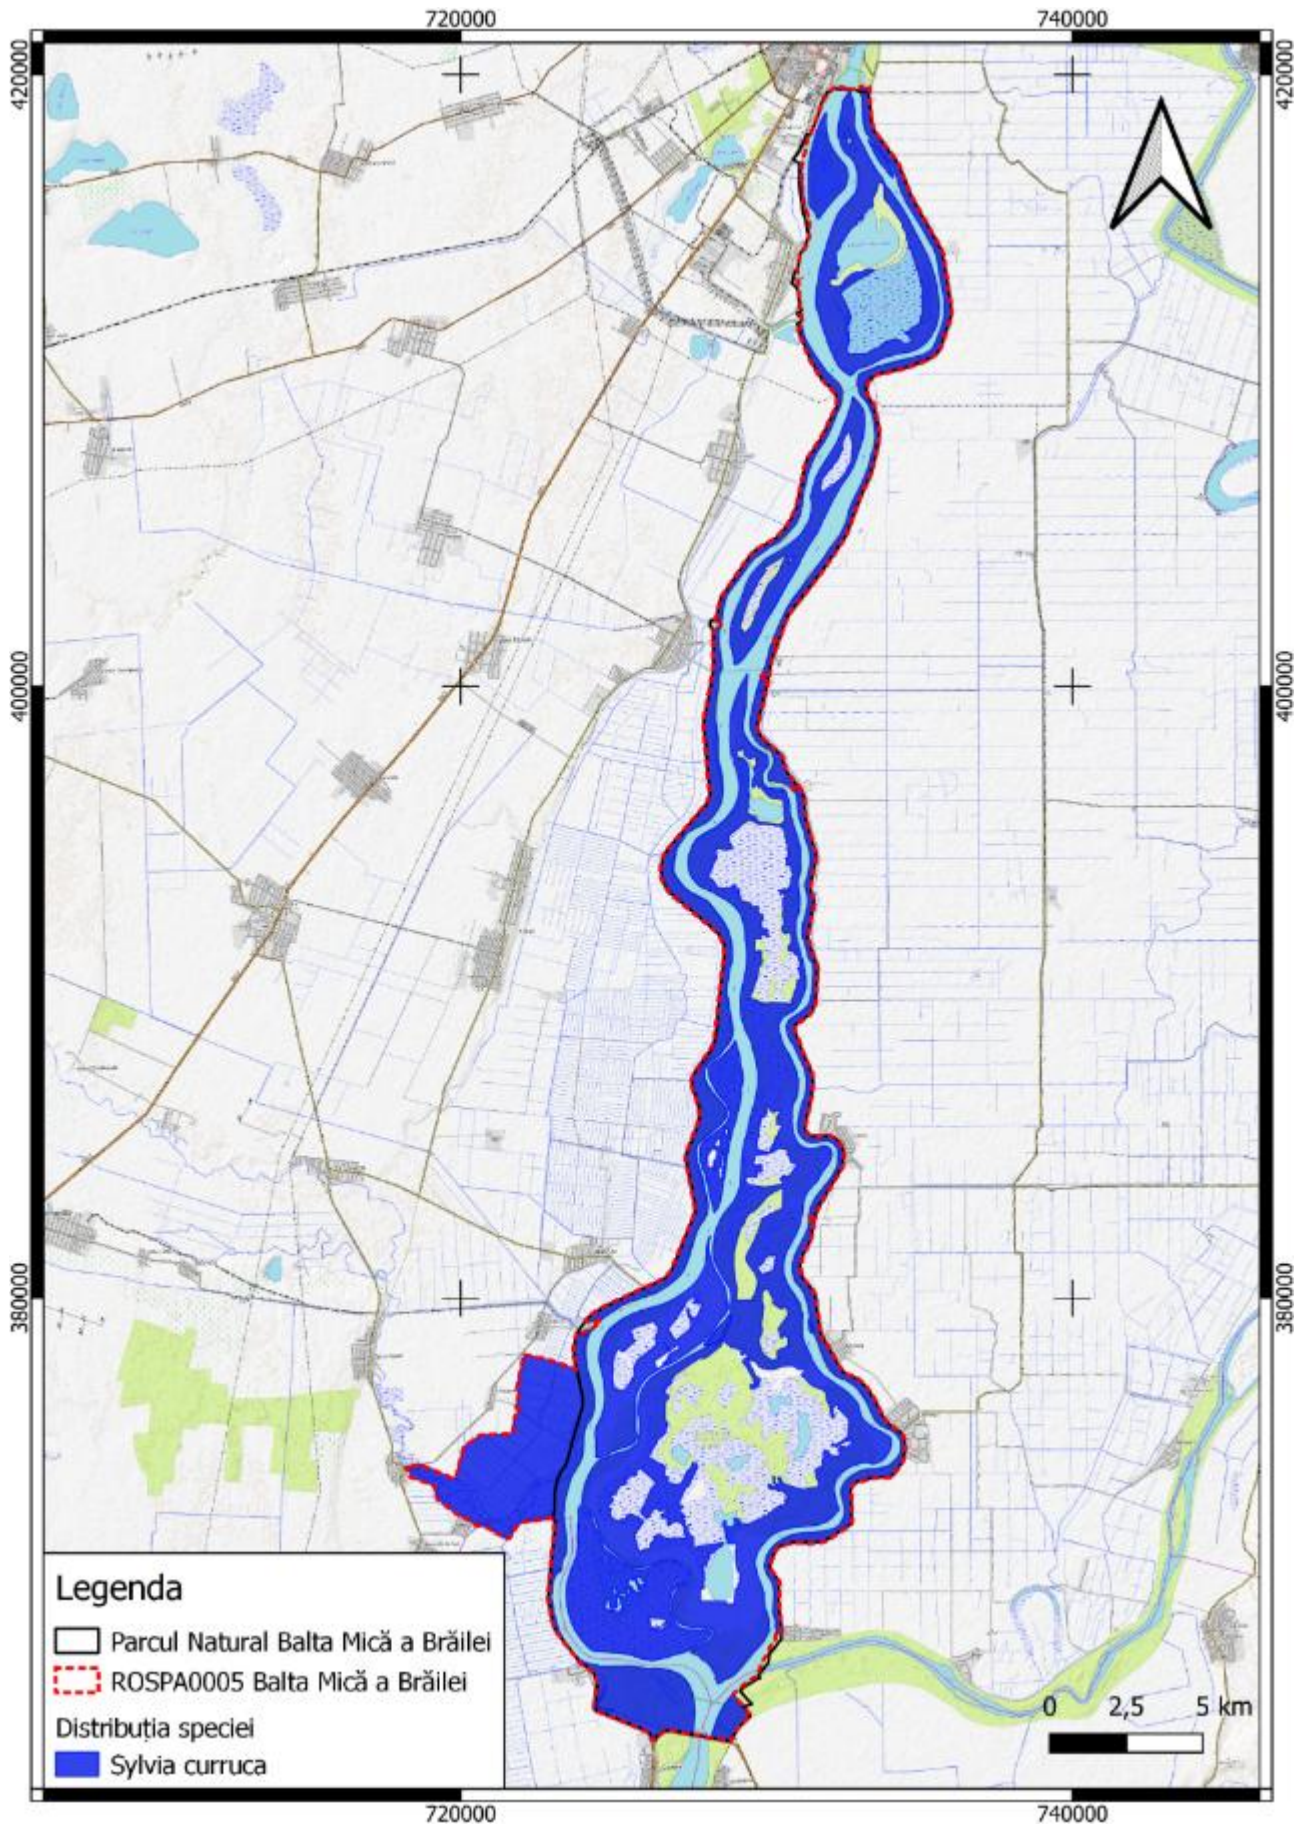 720000
740000
420000
420000
400000
400000
380000
380000
Legenda
Parcul Natural Balta Mică a Brăilei
ROSPA0005 Balta Mică a Brăilei
Distribuția speciei
Sylvia curruca
0
2,5
5 km
720000
740000